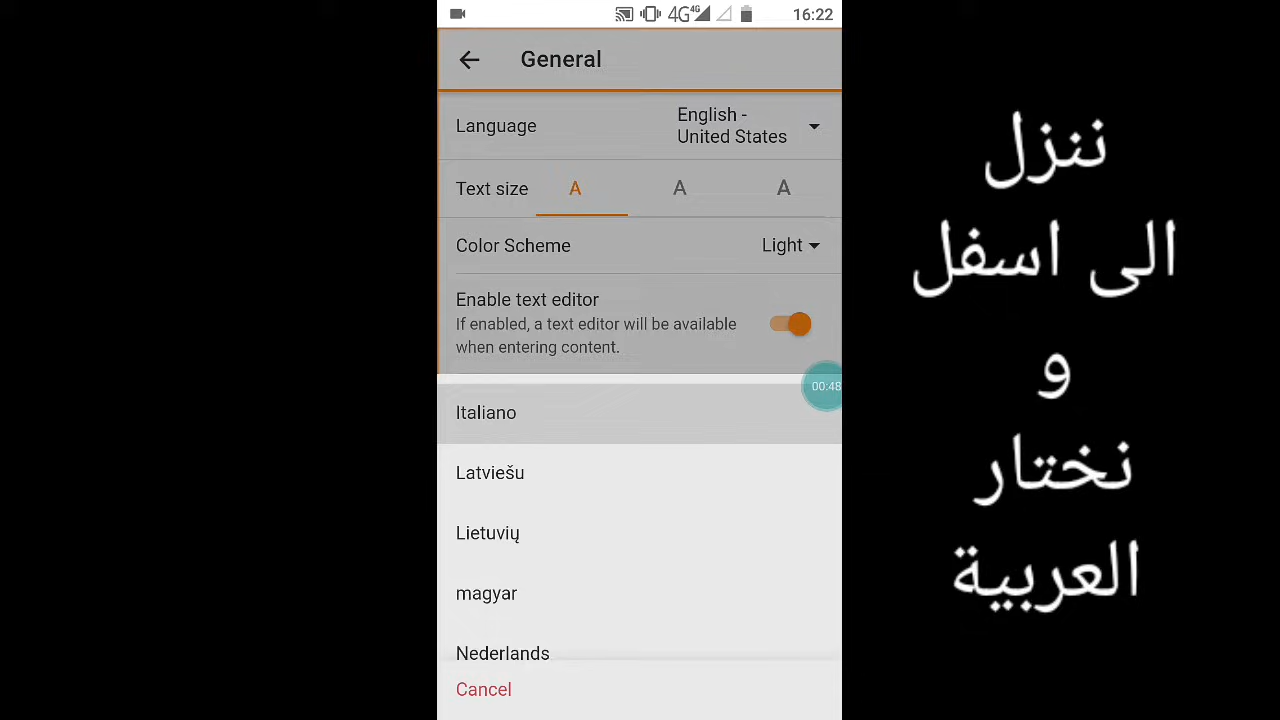 4G 4G 16:22
General
Language
English -
United States
Text size A A A
Color Scheme Light
Enable text editor
If enabled, a text editor will be available
when entering content.
00:48
Italiano
Latviešu
Lietuvių
magyar
Nederlands
Cancel
ننزل
الى اسفل
و
نختار
العربية